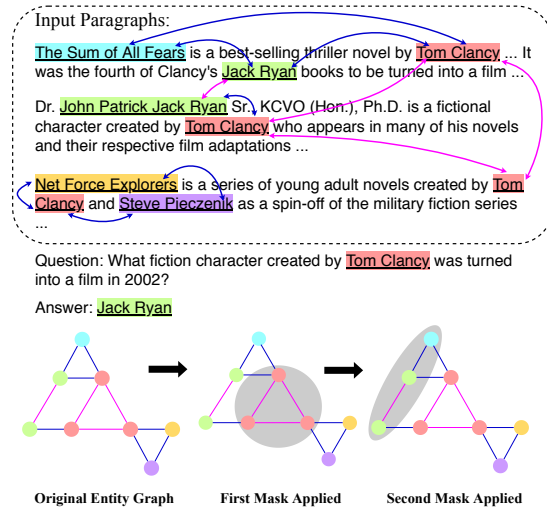 Input Paragraphs:
The Sum of All Fears is a best-selling thriller novel by Tom Clancy ... It
was the fourth of Clancy's Jack Ryan books to be turned into a film ...
Dr. John Patrick Jack Ryan Sr., KCVO (Hon.), Ph.D. is a fictional
character created by Tom Clancy who appears in many of his novels
and their respective film adaptations ...
Net Force Explorers is a series of young adult novels created by Tom
Clancy and Steve Pieczenik as a spin-off of the military fiction series
...
Question: What fiction character created by Tom Clancy was turned
into a film in 2002?
Answer: Jack Ryan
Original Entity Graph First Mask Applied Second Mask Applied